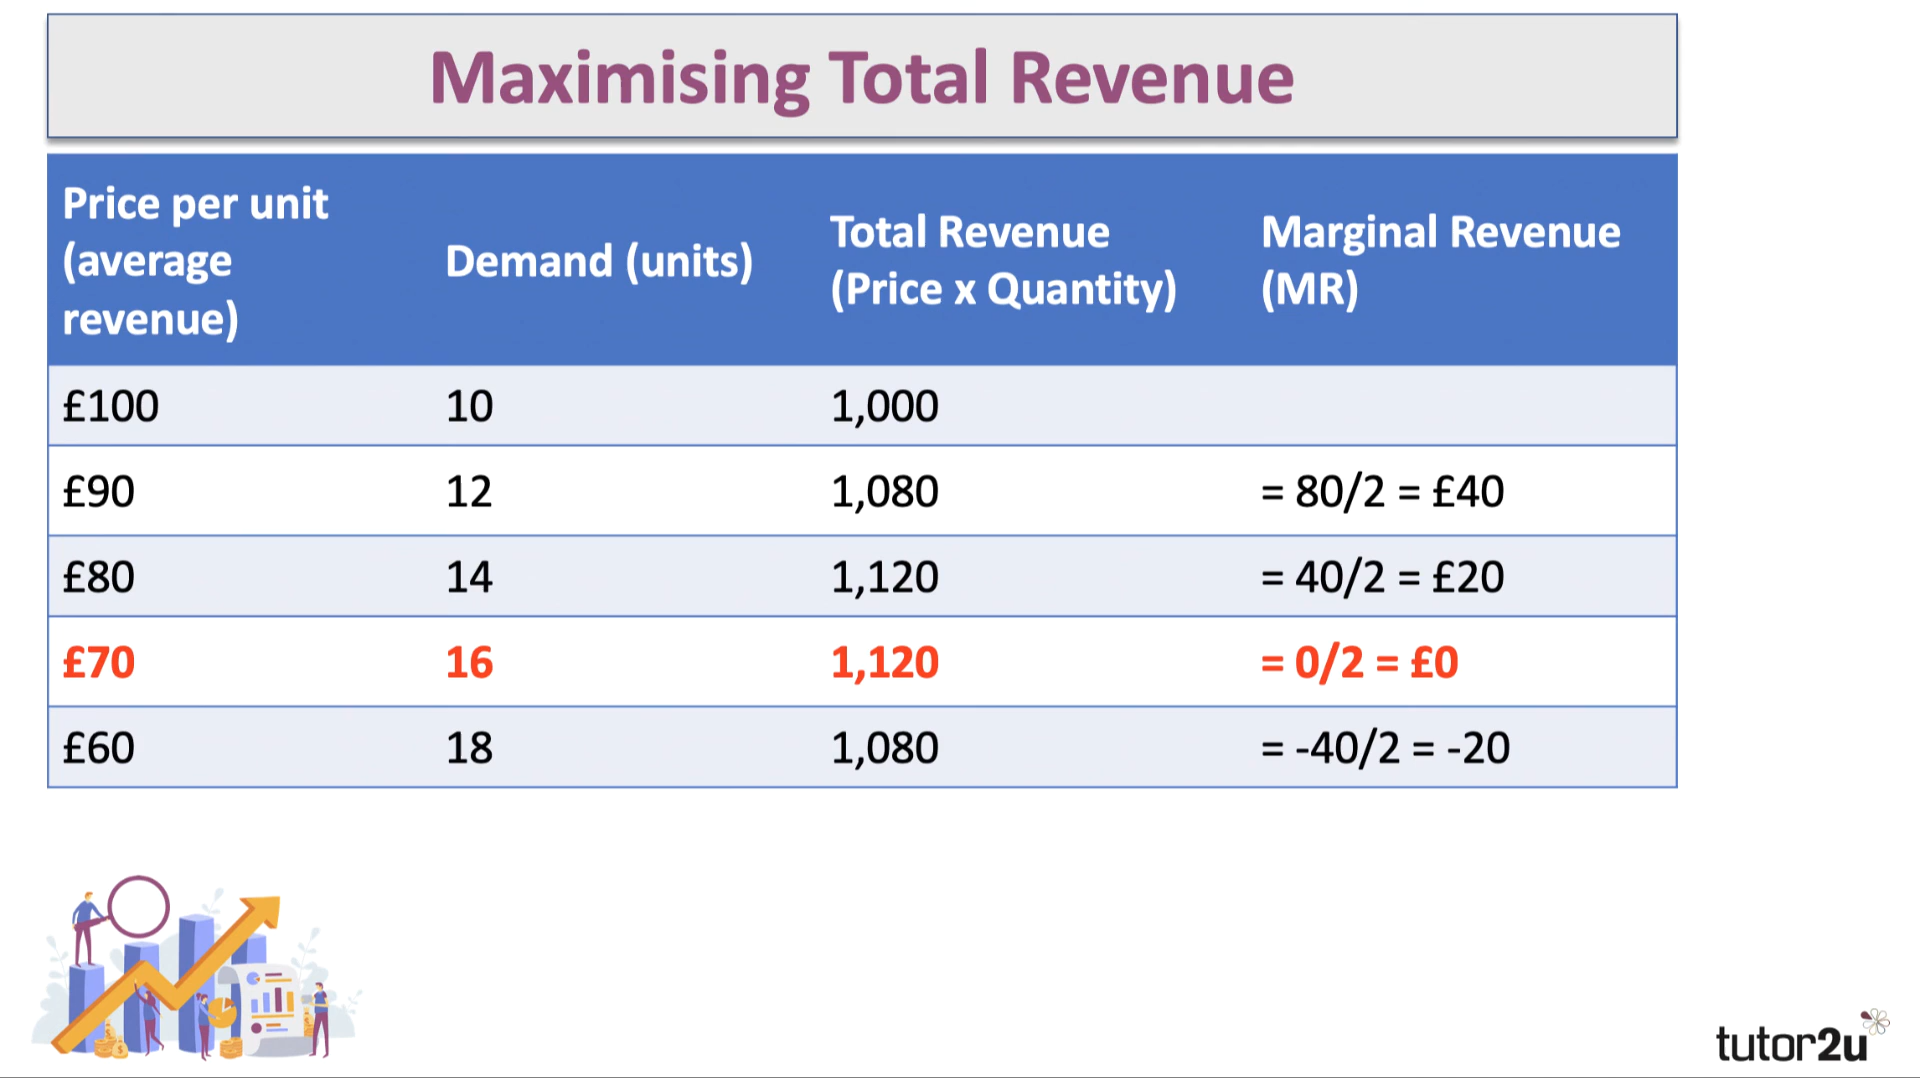 Maximising Total Revenue
Price per unit
(average
revenue)
Demand (units)
Total Revenue
(Price x Quantity)
Marginal Revenue
(MR)
£100 10 1,000
£90 12 1,080 = 80/2 = £40
£80 14 1,120 = 40/2 = £20
£70 16 1,120 = 0/2 = £0
£60 18 1,080 = -40/2 = -20
tutor2u